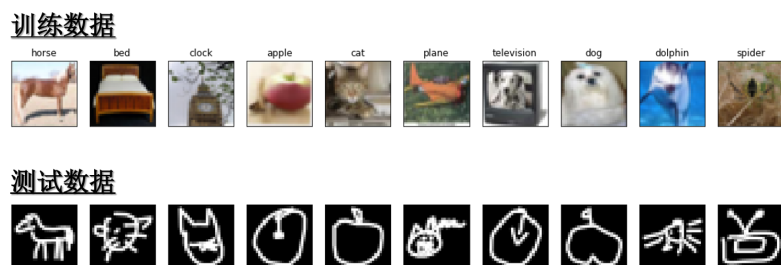 训练数据
horse bed clock apple cat plane television dog dolphin spider
测试数据